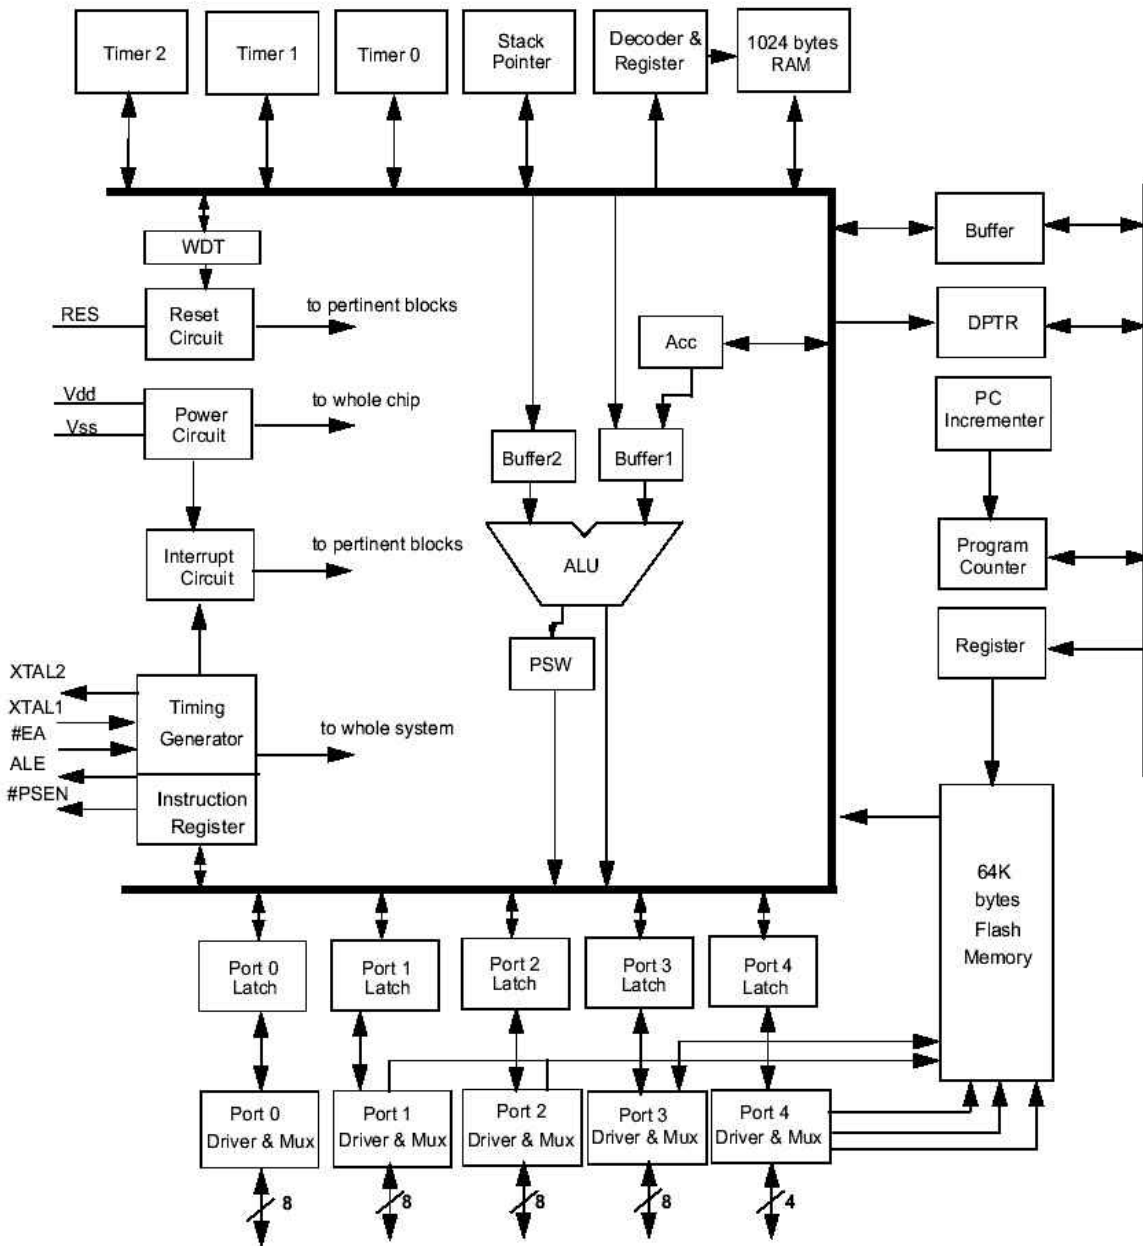 Timer 2
Timer 1
Timer 0
Stack
Pointer
Decoder &
Register
1024 bytes
RAM
WDT
Buffer
RES
Reset
Circuit
to pertinent blocks
DPTR
Acc
Vdd
Vss
Power
Circuit
to whole chip
PC
Incrementer
Buffer2
Buffer1
Interrupt
Circuit
to pertinent blocks
ALU
Program
Counter
PSW
Register
XTAL2
XTAL1
#EA
ALE
#PSEN
Timing
Generator
to whole system
Instruction
Register
64K
bytes
Flash
Memory
Port 0
Latch
Port 1
Latch
Port 2
Latch
Port 3
Latch
Port 4
Latch
Port 0
Driver & Mux
Port 1
Driver & Mux
Port 2
Driver & Mux
Port 3
Driver & Mux
Port 4
Driver & Mux
8
8
8
8
4